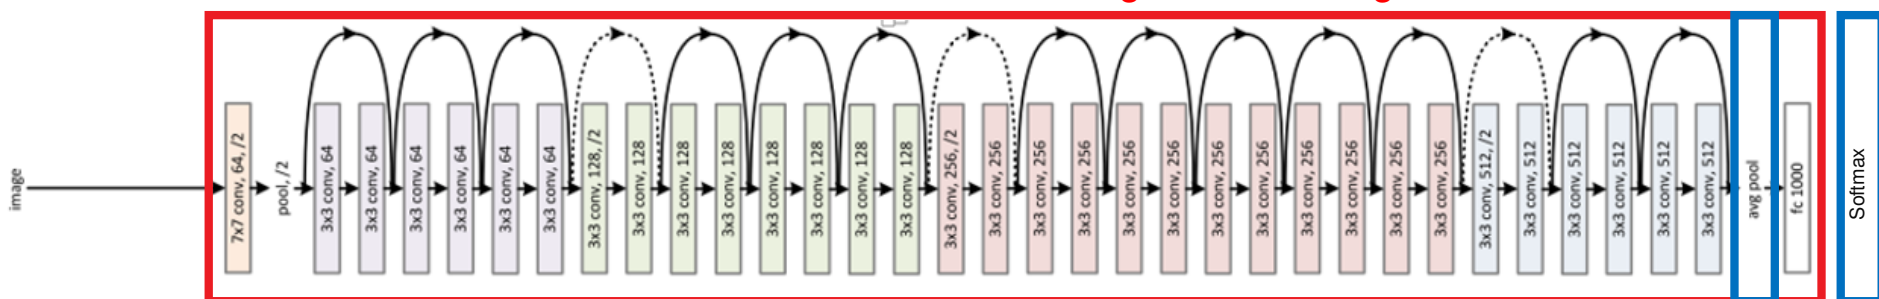 image
7x7 conv, 64, /2
pool, /2
3x3 conv, 64
3x3 conv, 64
3x3 conv, 64
3x3 conv, 64
3x3 conv, 64
3x3 conv, 64
3x3 conv, 128, /2
3x3 conv, 128
3x3 conv, 128
3x3 conv, 128
3x3 conv, 128
3x3 conv, 128
3x3 conv, 128
3x3 conv, 128
3x3 conv, 256, /2
3x3 conv, 256
3x3 conv, 256
3x3 conv, 256
3x3 conv, 256
3x3 conv, 256
3x3 conv, 256
3x3 conv, 256
3x3 conv, 256
3x3 conv, 256
3x3 conv, 256
3x3 conv, 256
3x3 conv, 512, /2
3x3 conv, 512
3x3 conv, 512
3x3 conv, 512
3x3 conv, 512
3x3 conv, 512
avg pool
fc 1000
Softmax